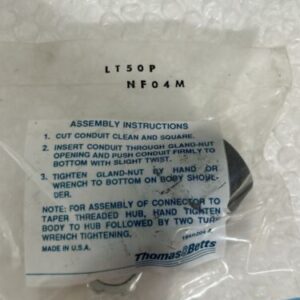 LT50P
NF04M
ASSEMBLY INSTRUCTIONS
1. CUT CONDUIT CLEAN AND SQUARE.
2. INSERT CONDUIT THROUGH GLAND-NUT
OPENING AND PUSH CONDUIT FIRMLY TO
BOTTOM WITH SLIGHT TWIST.
3. TIGHTEN GLAND-NUT BY HAND OR
WRENCH TO BOTTOM ON BODY SHOUL-
DER.
NOTE: FOR ASSEMBLY OF CONNECTOR TO
TAPER THREADED HUB, HAND TIGHTEN
BODY TO HUB FOLLOWED BY TWO TURN
WRENCH TIGHTENING.
MADE IN U.S.A.
Thomas&Betts